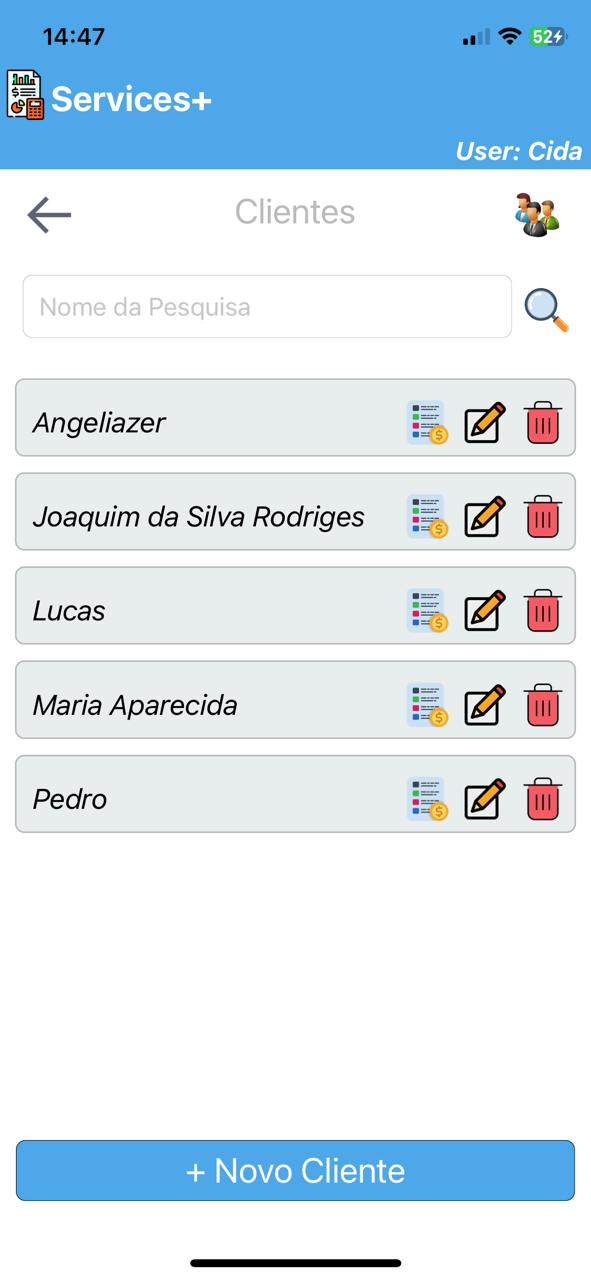 14:47
52
Services+
User: Cida
Clientes
Nome da Pesquisa
Angeliazer
Joaquim da Silva Rodriges
Lucas
Maria Aparecida
Pedro
+ Novo Cliente